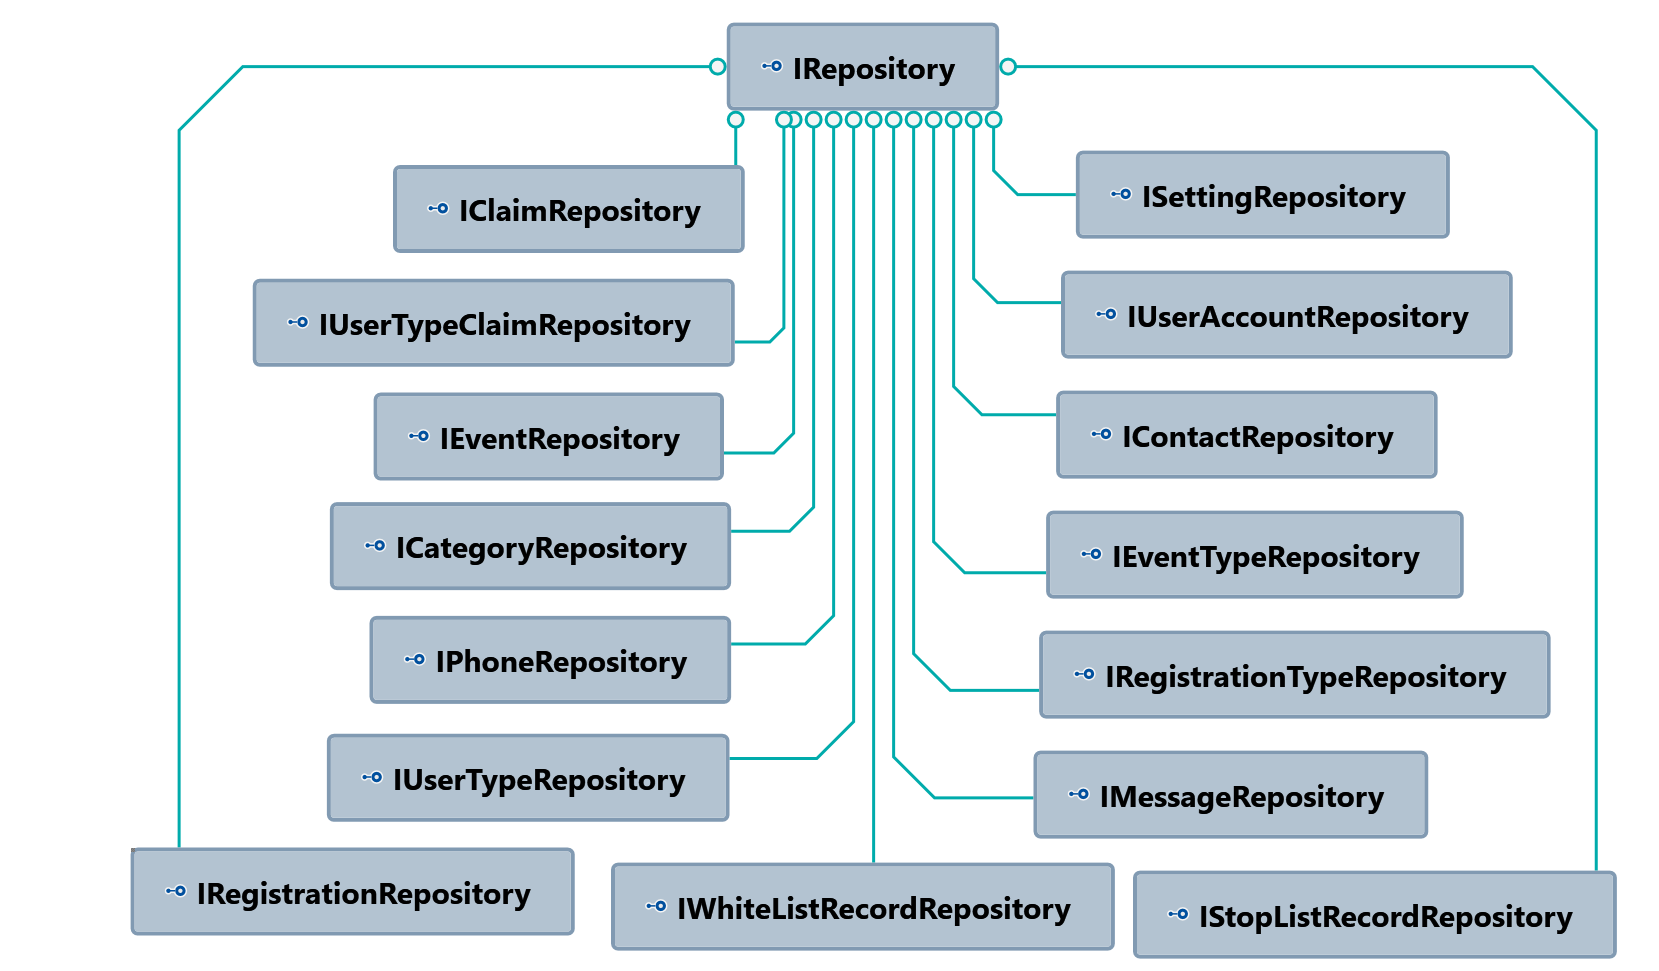 IRepository
IClaimRepository
ISettingRepository
IUserTypeClaimRepository
IUserAccountRepository
IEventRepository
IContactRepository
ICategoryRepository
IEventTypeRepository
IPhoneRepository
IRegistrationTypeRepository
IUserTypeRepository
IMessageRepository
IRegistrationRepository
IWhiteListRecordRepository
IStopListRecordRepository